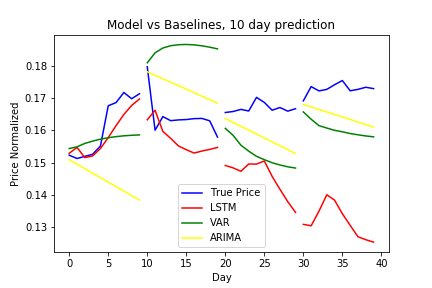 Model vs Baselines, 10 day prediction
Price Normalized
0.18
0.17
0.16
0.15
0.14
0.13
True Price
LSTM
VAR
ARIMA
0 5 10 15 20 25 30 35 40
Day